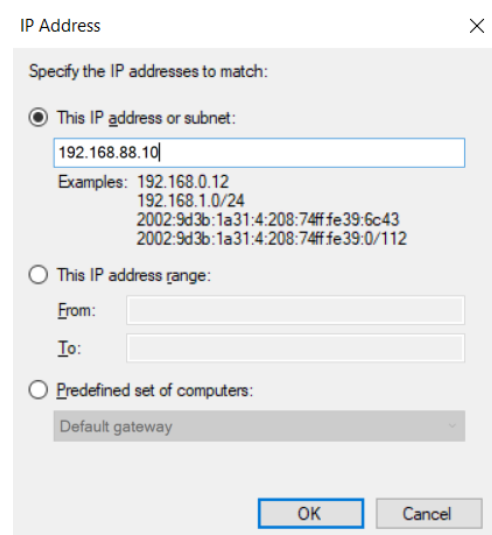 IP Address
Specify the IP addresses to match:
This IP address or subnet:
192.168.88.10
Examples: 192.168.0.12
192.168.1.0/24
2002:9d3b:1a31:4:208:74ff:fe39:6c43
2002:9d3b:1a31:4:208:74ff:fe39:0/112
This IP address range:
From:
To:
Predefined set of computers:
Default gateway
OK Cancel